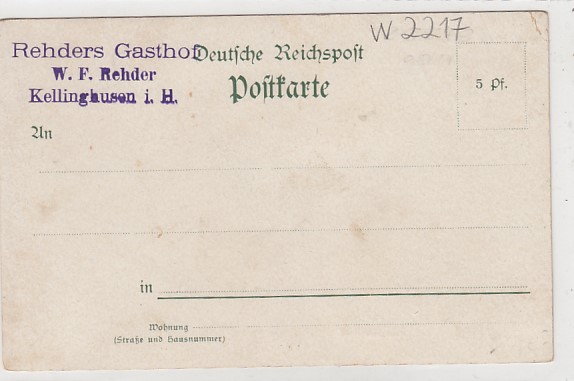 W 2217
Rehders Gasthof
W. F. Rehder
Kellinghusen i. H.
Deutsche Reichspost
Postkarte
5 Pf.
An
in
Wohnung
(Straße und Hausnummer)